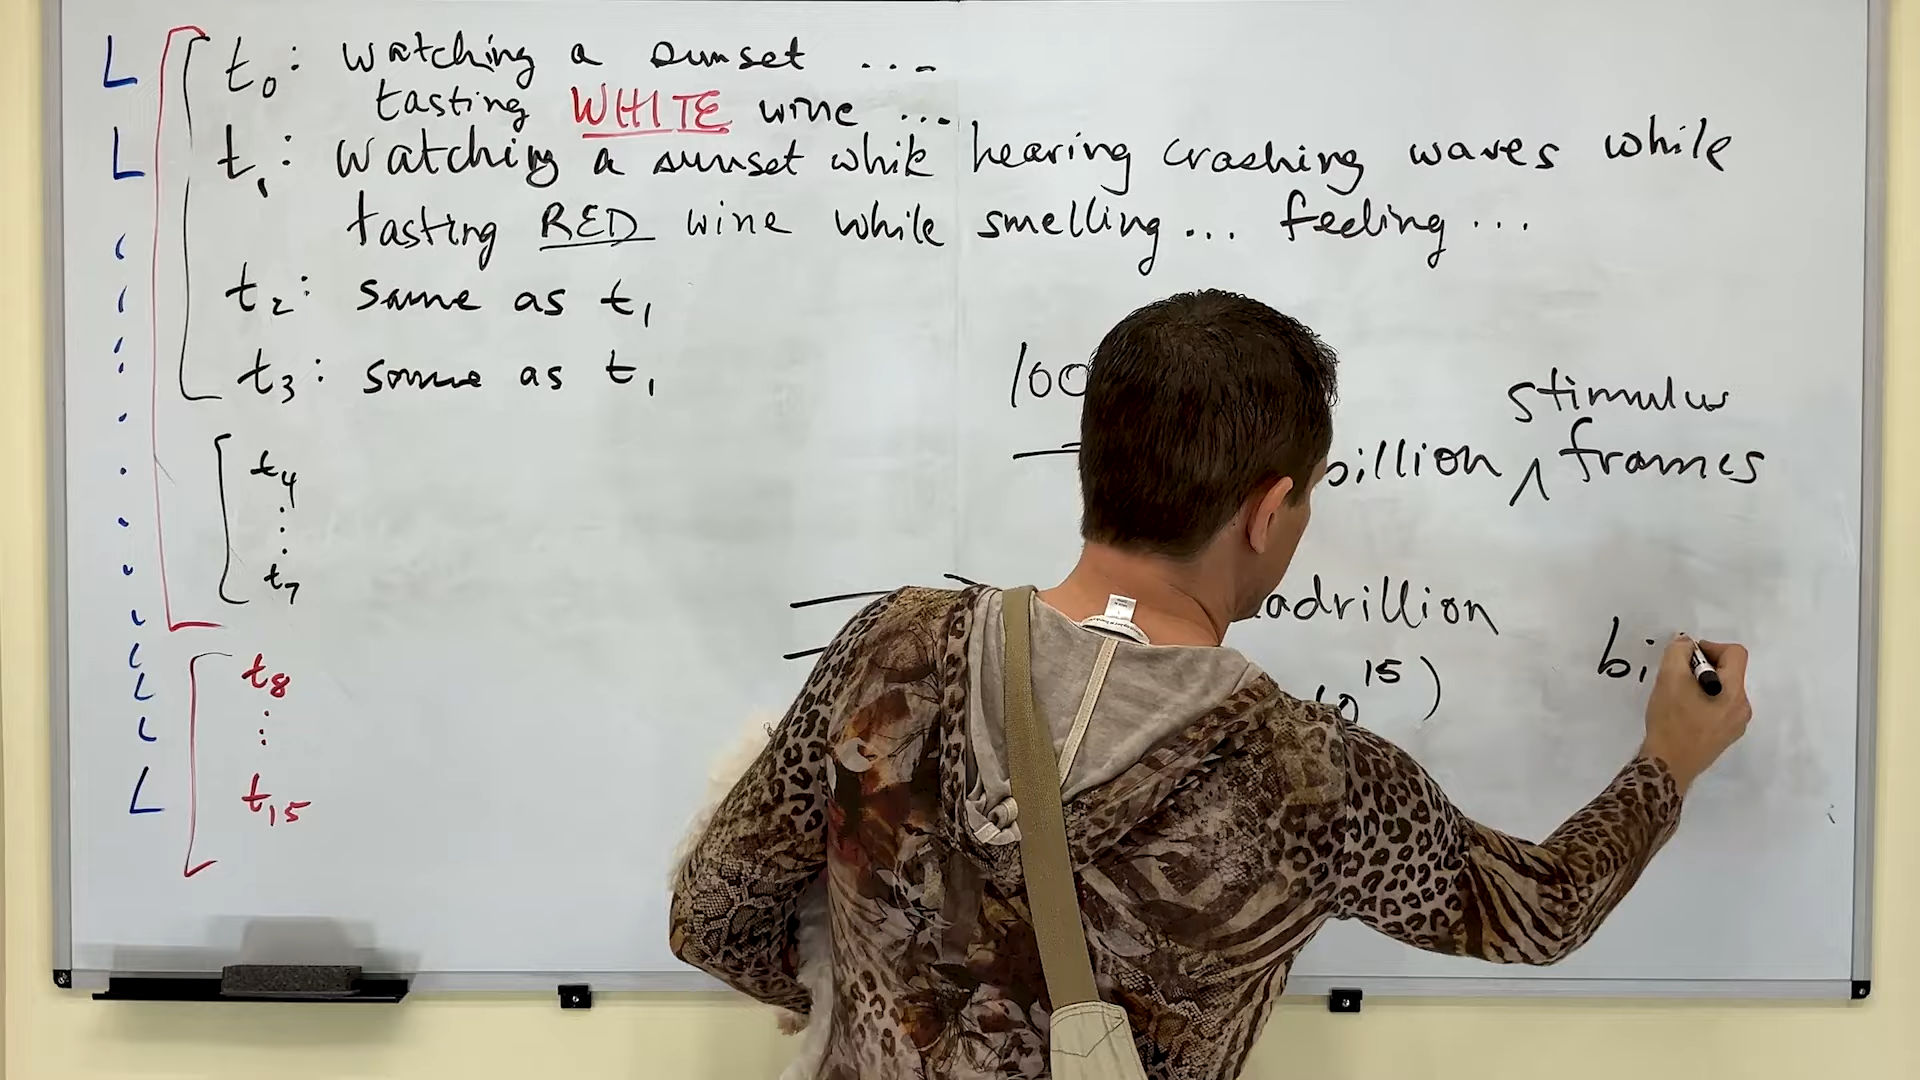 t0: watching a sunset ....
tasting WHITE wine ...
t1: watching a sunset while hearing crashing waves while
tasting RED wine while smelling... feeling...
t2: same as t1
t3: same as t1
t4
:
t7
t8
:
t15
100
stimulus
billion ^ frames
adrillion
10^15)
bi
L
L
L